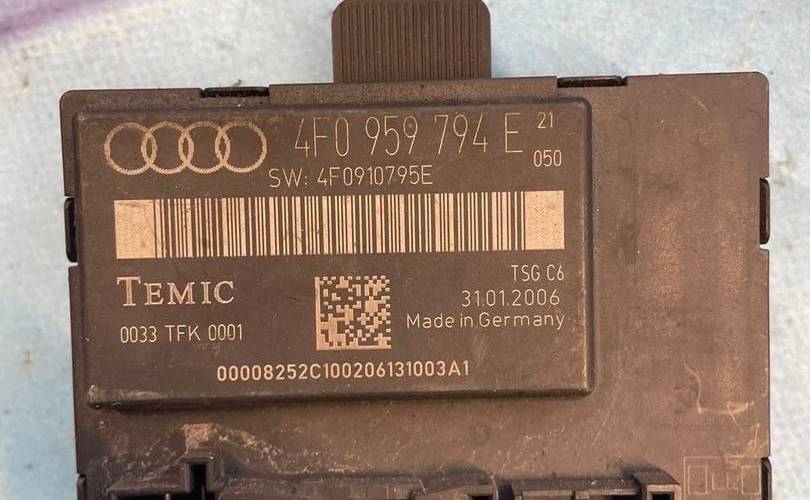 4F0 959 794 E 21
050
SW: 4F0910795E
TEMIC
TSG C6
31.01.2006
0033 TFK 0001
Made in Germany
00008252C100206131003A1